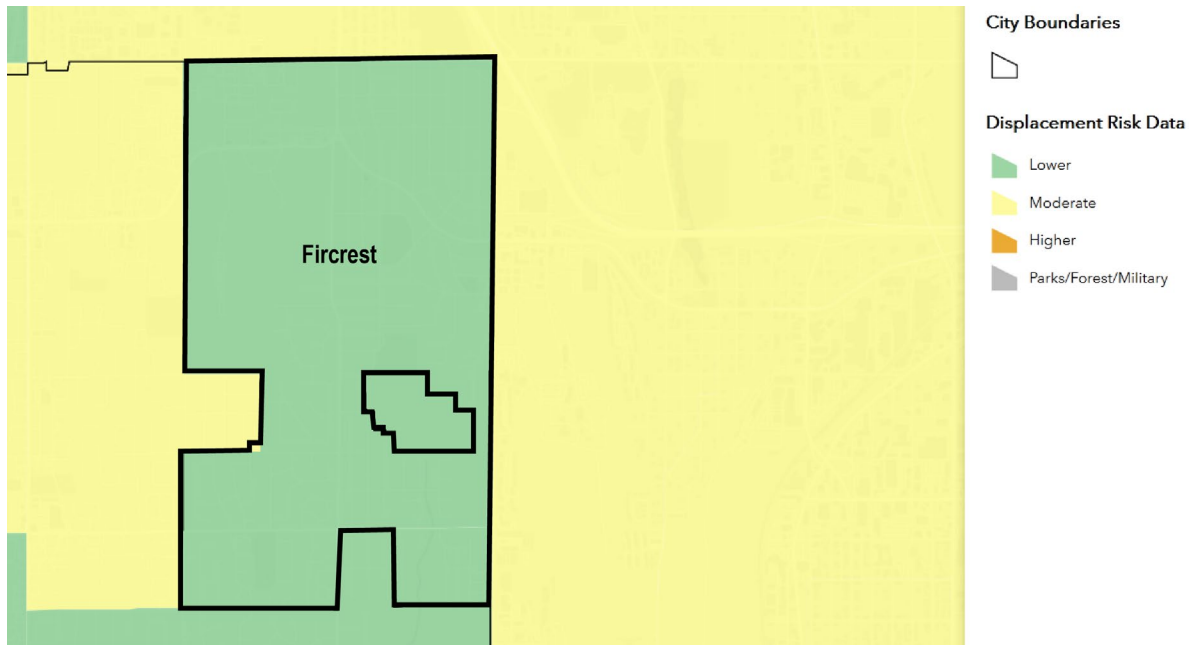 Fircrest
City Boundaries
Displacement Risk Data
Lower
Moderate
Higher
Parks/Forest/Military